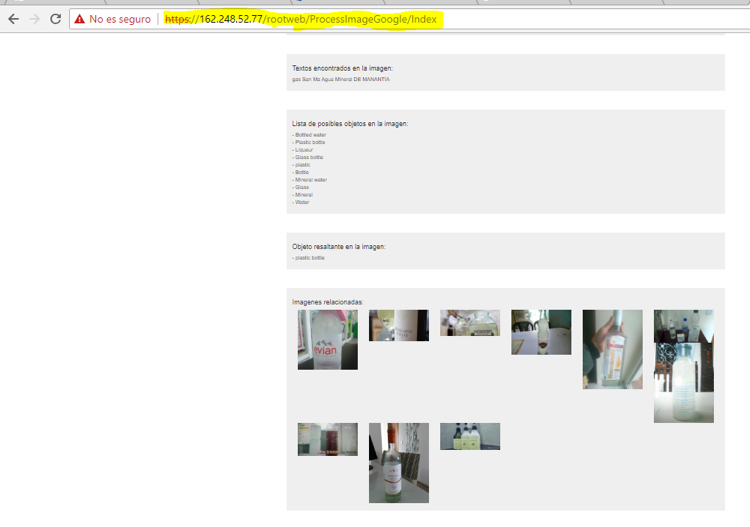 No es seguro | https://162.248.52.77/rootweb/ProcessImageGoogle/Index
Textos encontrados en la imagen:
gas San Ma Agua Mineral DE MANANTÍA
Lista de posibles objetos en la imagen:
- Bottled water
- Plastic bottle
- Liqueur
- Glass bottle
- plastic
- Bottle
- Mineral water
- Glass
- Mineral
- Water
Objeto resaltante en la imagen:
- plastic bottle
Imagenes relacionadas:
evian